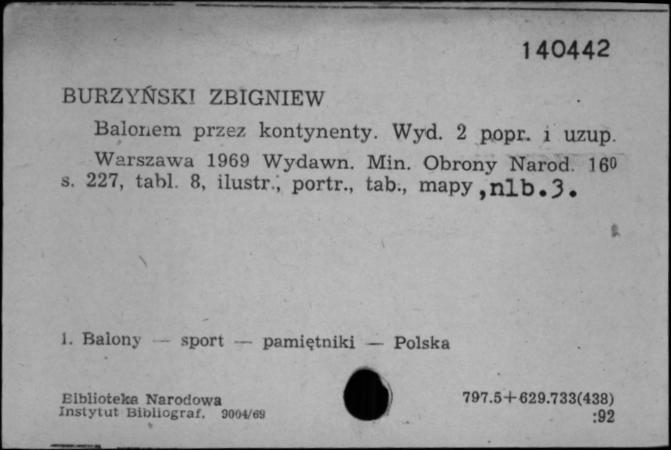 140442
BURZYŃSKI ZBIGNIEW
Balonem przez kontynenty. Wyd. 2 popr. i uzup.
Warszawa 1969 Wydawn. Min. Obrony Narod. 16⁰
s. 227, tabl. 8, ilustr., portr., tab., mapy, nlb.3.
1. Balony — sport — pamiętniki — Polska
Biblioteka Narodowa
Instytut Bibliograf. 9004/69
797.5+629.733(438)
:92